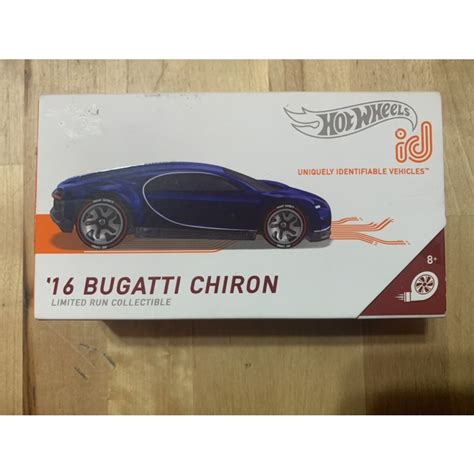 HOT WHEELS
id
UNIQUELY IDENTIFIABLE VEHICLES™
'16 BUGATTI CHIRON
LIMITED RUN COLLECTIBLE
8+